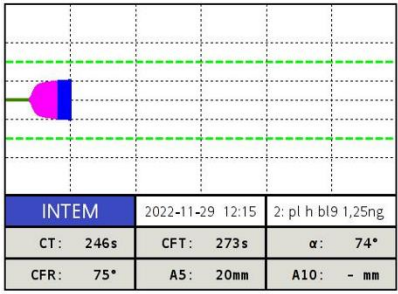 INTEM 2022-11-29 12:15 2: pl h bl9 1,25ng
CT: 246s CFT: 273s α: 74°
CFR: 75° A5: 20mm A10: - mm